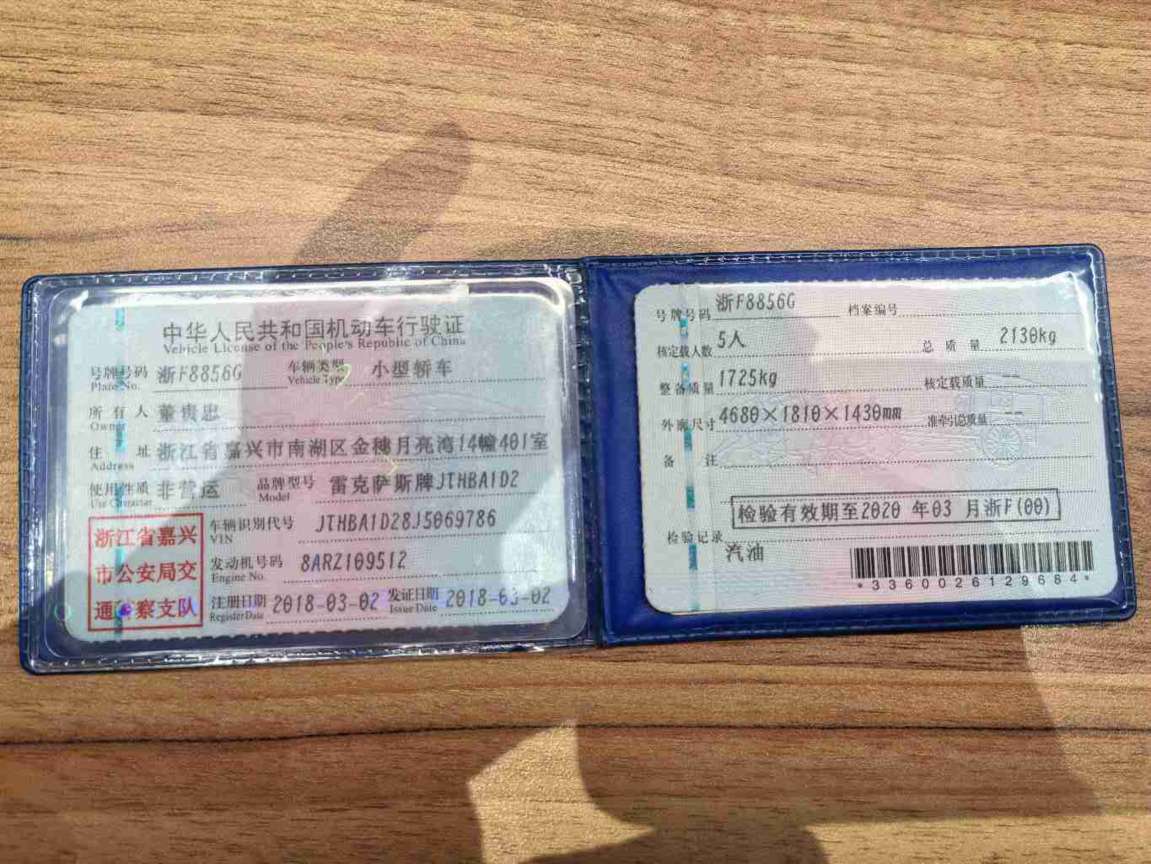 中华人民共和国机动车行驶证
Vehicle License of the People's Republic of China
号牌号码 浙F8856G 车辆类型 小型轿车
Plate No. Vehicle Type
所有人 董贵忠
Owner
住址 浙江省嘉兴市南湖区金穗月亮湾14幢401室
Address
使用性质 非营运 品牌型号 雷克萨斯牌JTHBA1D2
Use Character Model
浙江省嘉兴
市公安局交
通警察支队
车辆识别代号 JTHBA1D28J5069786
VIN
发动机号码 8ARZ109512
Engine No.
注册日期 2018-03-02 发证日期 2018-03-02
Register Date Issue Date
号牌号码 浙F8856G 档案编号
核定载人数 5人 总质量 2130kg
整备质量 1725kg 核定载质量 --
外廓尺寸 4680×1810×1430mm 准牵引总质量 --
备注
检验有效期至2020 年03 月浙F(00)
检验记录
汽油
*3360026129684*